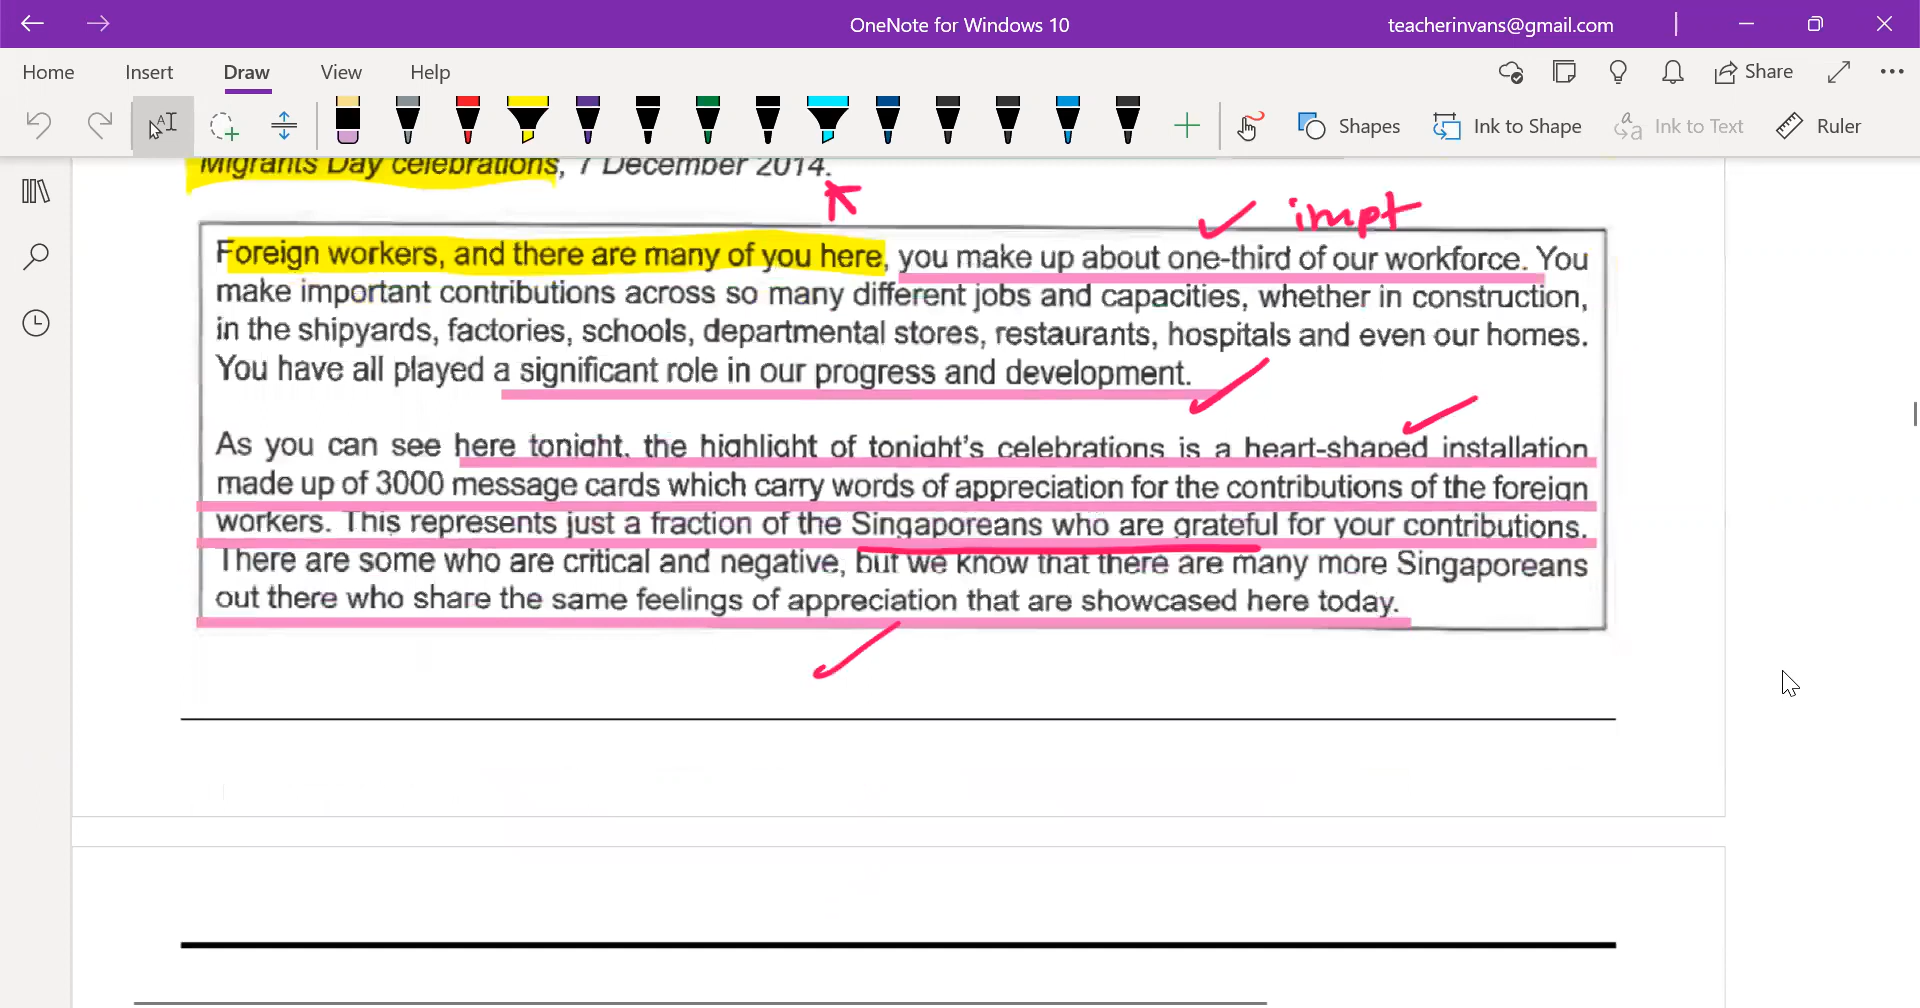 OneNote for Windows 10
teacherinvans@gmail.com
Home Insert Draw View Help
Share
Shapes Ink to Shape Ink to Text Ruler
Migrants Day celebrations, 7 December 2014.
impt
Foreign workers, and there are many of you here, you make up about one-third of our workforce. You
make important contributions across so many different jobs and capacities, whether in construction,
in the shipyards, factories, schools, departmental stores, restaurants, hospitals and even our homes.
You have all played a significant role in our progress and development.
As you can see here tonight, the highlight of tonight's celebrations is a heart-shaped installation
made up of 3000 message cards which carry words of appreciation for the contributions of the foreign
workers. This represents just a fraction of the Singaporeans who are grateful for your contributions.
There are some who are critical and negative, but we know that there are many more Singaporeans
out there who share the same feelings of appreciation that are showcased here today.